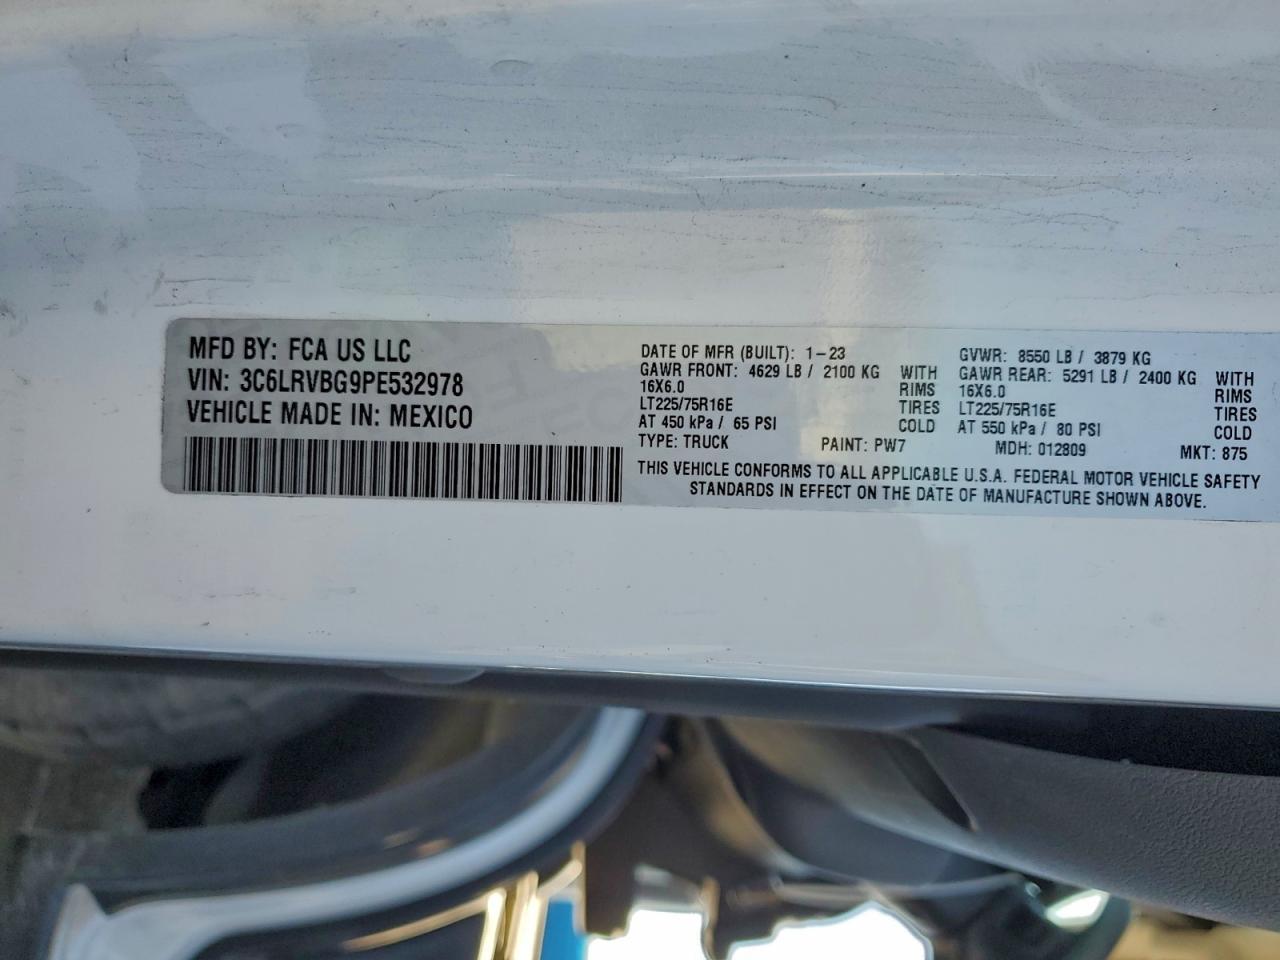 MFD BY: FCA US LLC
VIN: 3C6LRVBG9PE532978
VEHICLE MADE IN: MEXICO
DATE OF MFR (BUILT): 1-23
GAWR FRONT: 4629 LB / 2100 KG WITH
16X6.0 RIMS
LT225/75R16E TIRES
AT 450 kPa / 65 PSI COLD
TYPE: TRUCK PAINT: PW7
GVWR: 8550 LB / 3879 KG
GAWR REAR: 5291 LB / 2400 KG WITH
16X6.0 RIMS
LT225/75R16E TIRES
AT 550 kPa / 80 PSI COLD
MDH: 012809 MKT: 875
THIS VEHICLE CONFORMS TO ALL APPLICABLE U.S.A. FEDERAL MOTOR VEHICLE SAFETY
STANDARDS IN EFFECT ON THE DATE OF MANUFACTURE SHOWN ABOVE.